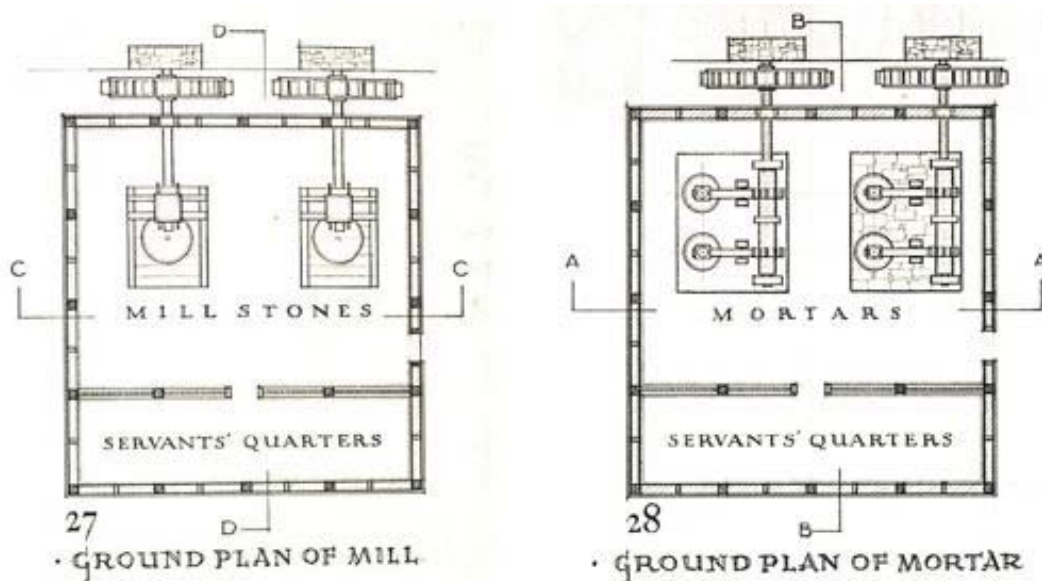 D
C
C
MILL STONES
SERVANTS' QUARTERS
27
D
· GROUND PLAN OF MILL
B
A
A
MORTARS
SERVANTS' QUARTERS
28
B
· GROUND PLAN OF MORTAR